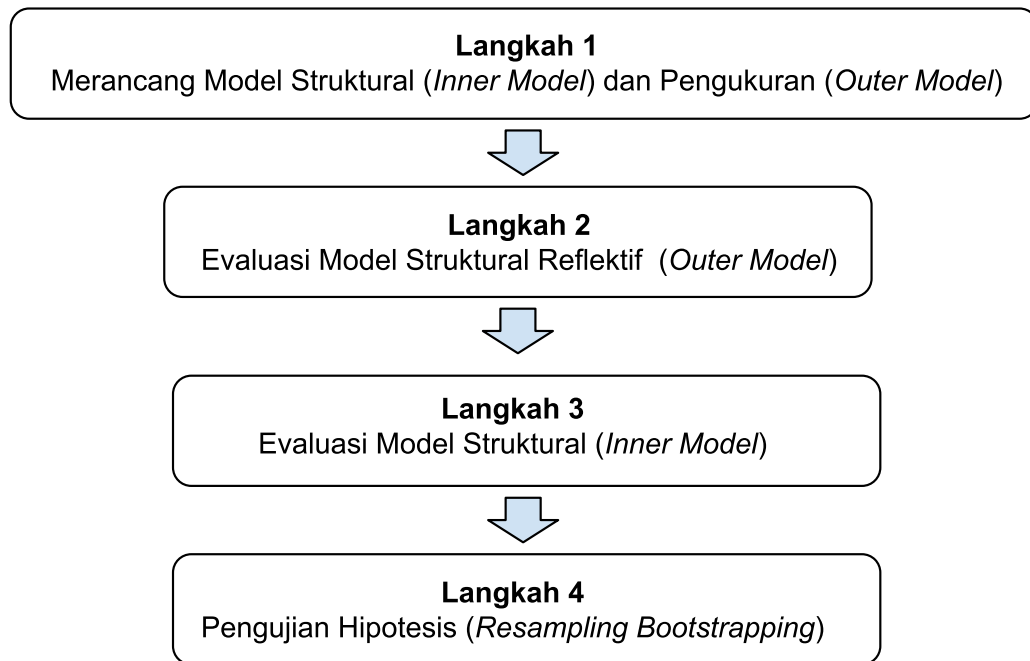 Langkah 1
Merancang Model Struktural (Inner Model) dan Pengukuran (Outer Model)
Langkah 2
Evaluasi Model Struktural Reflektif  (Outer Model)
Langkah 3
Evaluasi Model Struktural (Inner Model)
Langkah 4
Pengujian Hipotesis (Resampling Bootstrapping)